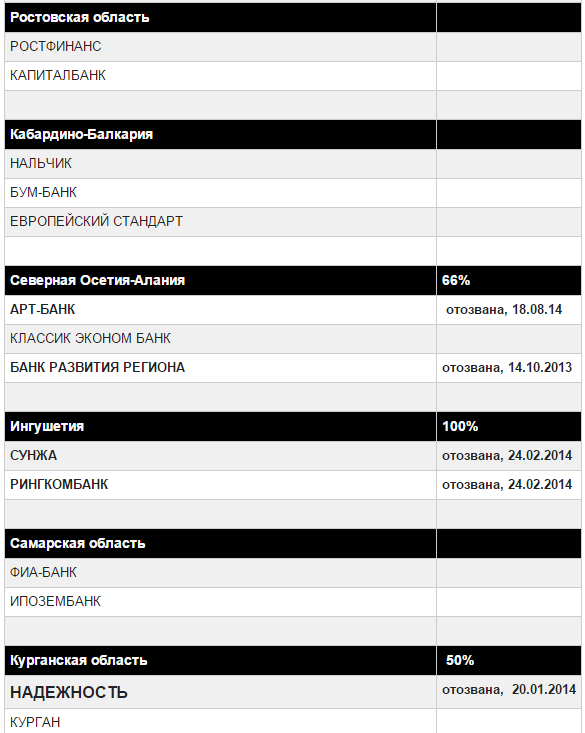 Ростовская область
РОСТФИНАНС
КАПИТАЛБАНК
Кабардино-Балкария
НАЛЬЧИК
БУМ-БАНК
ЕВРОПЕЙСКИЙ СТАНДАРТ
Северная Осетия-Алания 66%
АРТ-БАНК отозвана, 18.08.14
КЛАССИК ЭКОНОМ БАНК
БАНК РАЗВИТИЯ РЕГИОНА отозвана, 14.10.2013
Ингушетия 100%
СУНЖА отозвана, 24.02.2014
РИНГКОМБАНК отозвана, 24.02.2014
Самарская область
ФИА-БАНК
ИПОЗЕМБАНК
Курганская область 50%
НАДЕЖНОСТЬ отозвана, 20.01.2014
КУРГАН